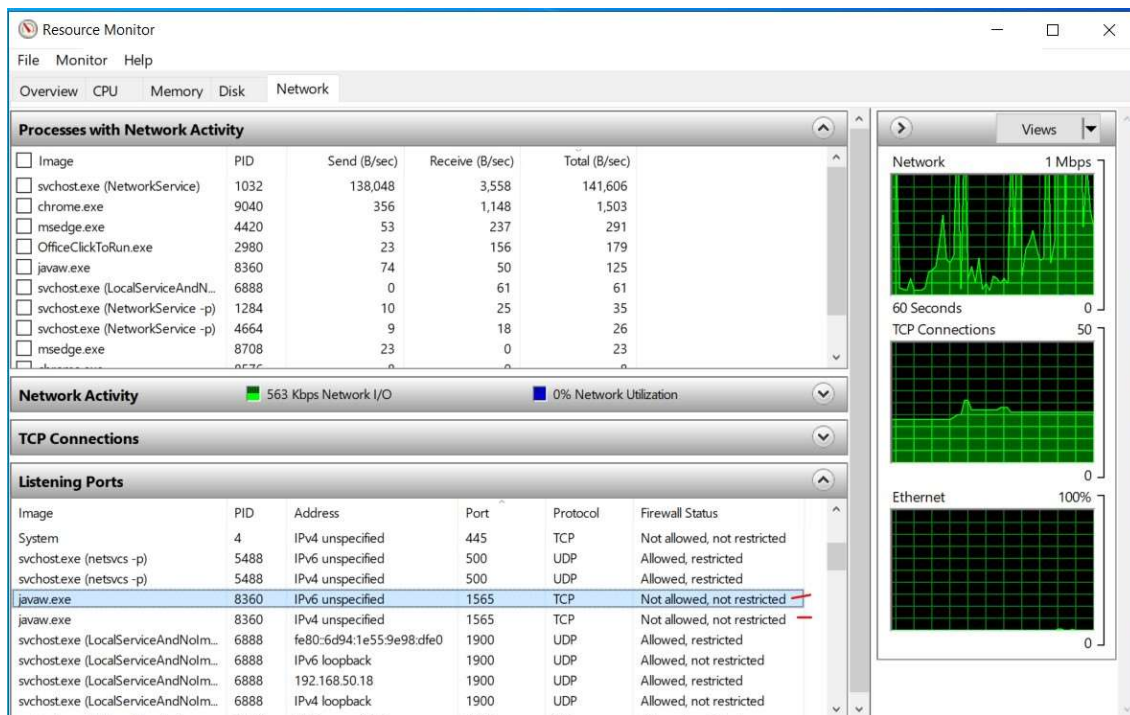 Resource Monitor
File Monitor Help
Overview CPU Memory Disk Network
Processes with Network Activity
Image PID Send (B/sec) Receive (B/sec) Total (B/sec)
svchost.exe (NetworkService) 1032 138,048 3,558 141,606
chrome.exe 9040 356 1,148 1,503
msedge.exe 4420 53 237 291
OfficeClickToRun.exe 2980 23 156 179
javaw.exe 8360 74 50 125
svchost.exe (LocalServiceAndN... 6888 0 61 61
svchost.exe (NetworkService -p) 1284 10 25 35
svchost.exe (NetworkService -p) 4664 9 18 26
msedge.exe 8708 23 0 23
Network Activity 563 Kbps Network I/O 0% Network Utilization
TCP Connections
Listening Ports
Image PID Address Port Protocol Firewall Status
System 4 IPv4 unspecified 445 TCP Not allowed, not restricted
svchost.exe (netsvcs -p) 5488 IPv6 unspecified 500 UDP Allowed, restricted
svchost.exe (netsvcs -p) 5488 IPv4 unspecified 500 UDP Allowed, restricted
javaw.exe 8360 IPv6 unspecified 1565 TCP Not allowed, not restricted
javaw.exe 8360 IPv4 unspecified 1565 TCP Not allowed, not restricted
svchost.exe (LocalServiceAndNoIm... 6888 fe80::6d94:1e55:9e98:dfe0 1900 UDP Allowed, restricted
svchost.exe (LocalServiceAndNoIm... 6888 IPv6 loopback 1900 UDP Allowed, not restricted
svchost.exe (LocalServiceAndNoIm... 6888 192.168.50.18 1900 UDP Allowed, restricted
svchost.exe (LocalServiceAndNoIm... 6888 IPv4 loopback 1900 UDP Allowed, not restricted
Views
Network 1 Mbps
60 Seconds 0
TCP Connections 50
0
Ethernet 100%
0